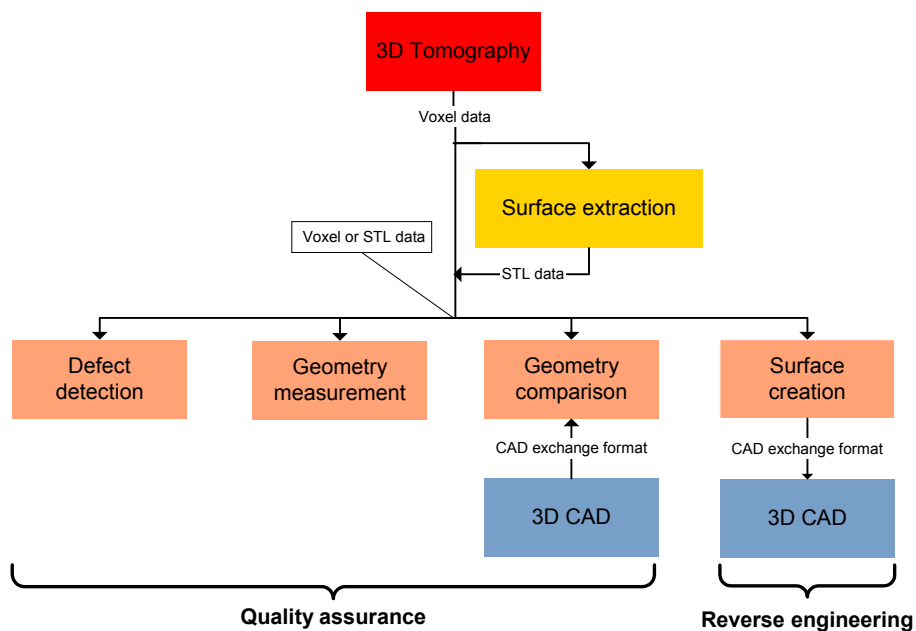 3D Tomography
Voxel data
Surface extraction
Voxel or STL data
STL data
Defect
detection
Geometry
measurement
Geometry
comparison
Surface
creation
CAD exchange format
CAD exchange format
3D CAD
3D CAD
Quality assurance
Reverse engineering